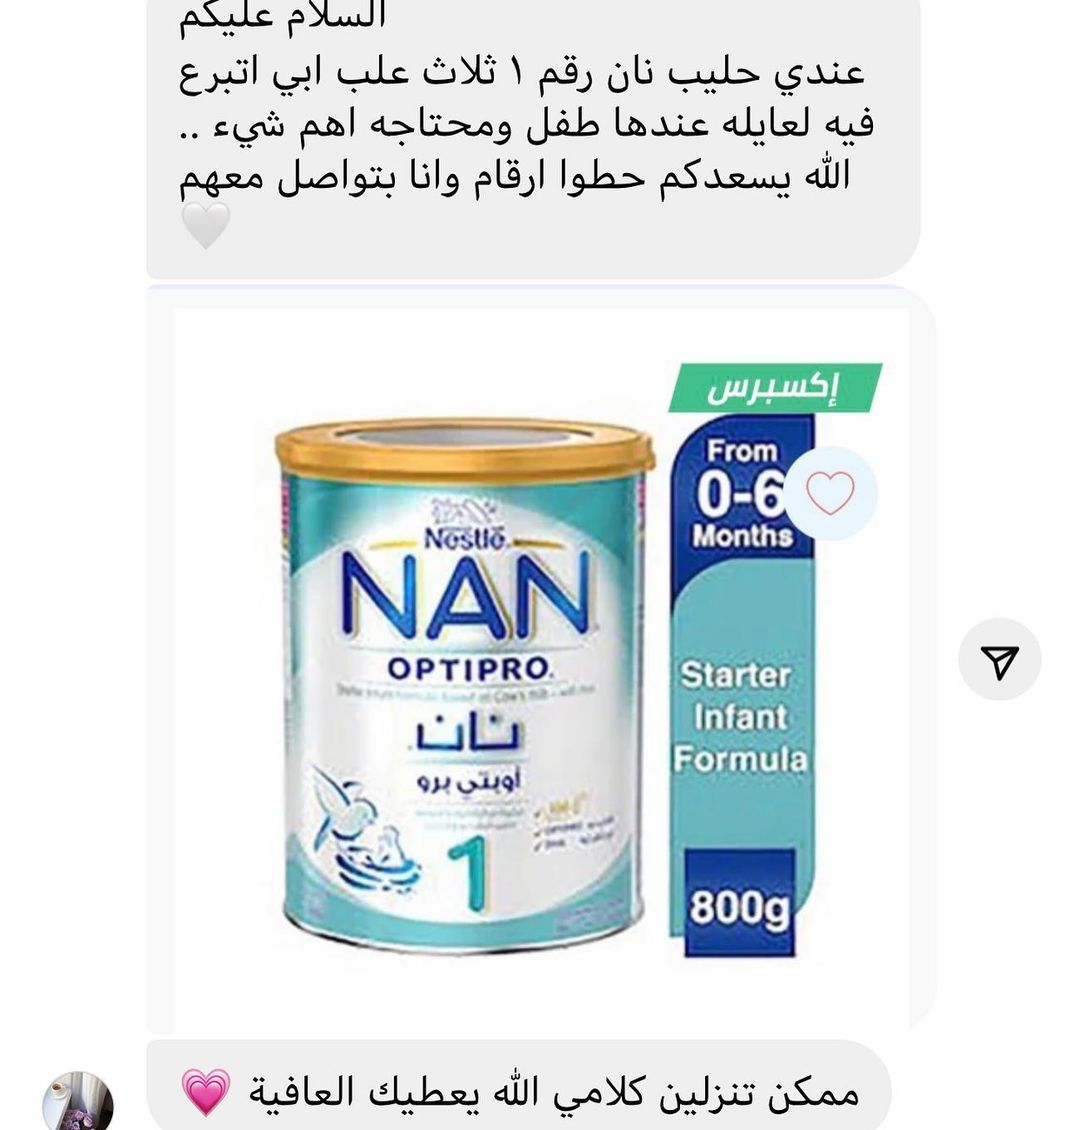 السلام عليكم
عندي حليب نان رقم ١ ثلاث علب ابي اتبرع
فيه لعايله عندها طفل ومحتاجه اهم شيء ..
الله يسعدكم حطوا ارقام وانا بتواصل معهم
🤍
إكسبرس
From
0-6
Months
Nestlé
NAN
OPTIPRO
نان
أوبتي برو
1
Starter
Infant
Formula
800g
ممكن تنزلين كلامي الله يعطيك العافية 💗